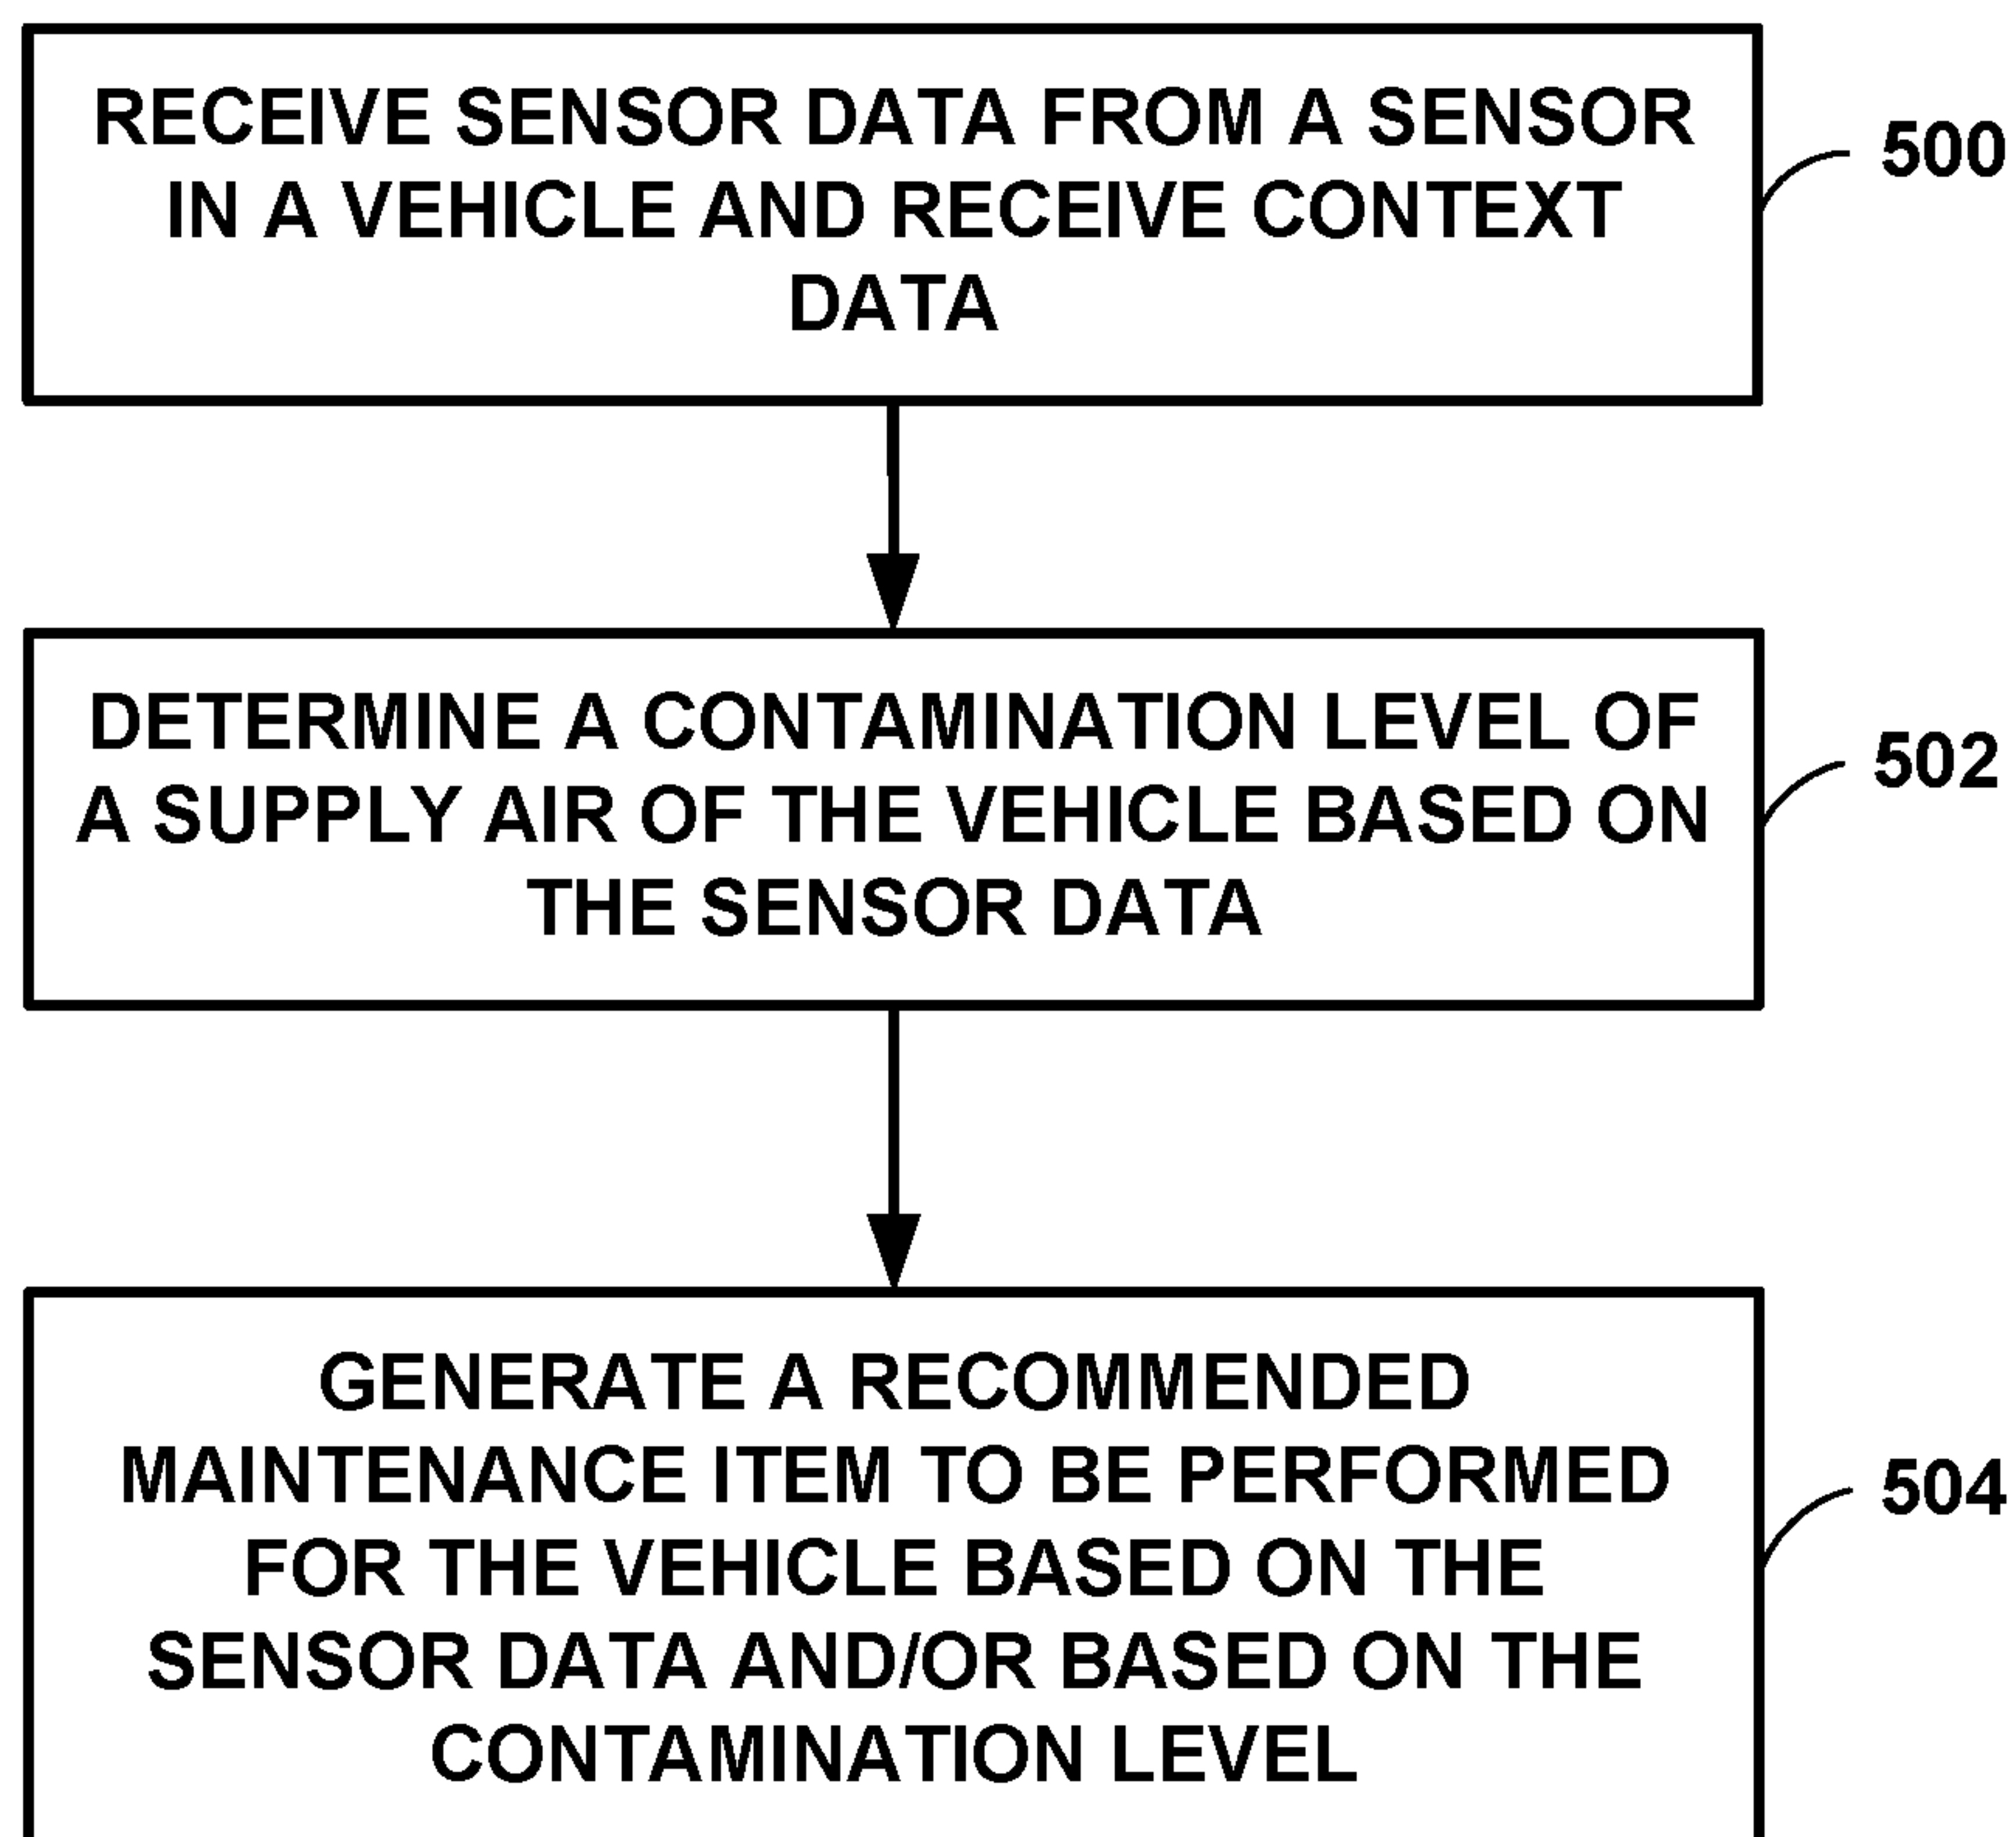 RECEIVE SENSOR DATA FROM A SENSOR
IN A VEHICLE AND RECEIVE CONTEXT
DATA
500
DETERMINE A CONTAMINATION LEVEL OF
A SUPPLY AIR OF THE VEHICLE BASED ON
THE SENSOR DATA
502
GENERATE A RECOMMENDED
MAINTENANCE ITEM TO BE PERFORMED
FOR THE VEHICLE BASED ON THE
SENSOR DATA AND/OR BASED ON THE
CONTAMINATION LEVEL
504